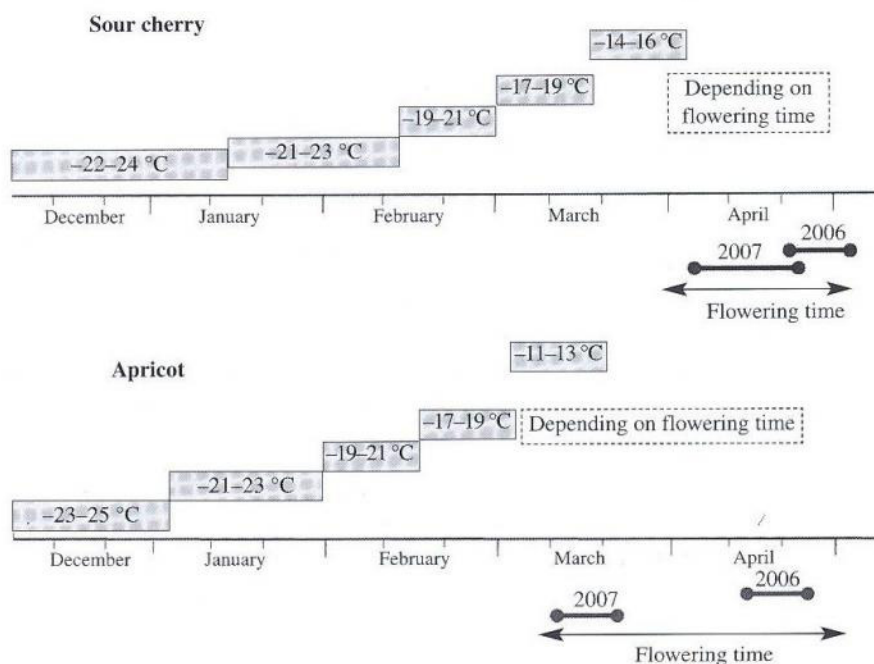 Sour cherry
–14–16 °C
–17–19 °C
Depending on
flowering time
–19–21 °C
–21–23 °C
–22–24 °C
December January February March April
2006
2007
Flowering time
–11–13 °C
Apricot
–17–19 °C
Depending on flowering time
–19–21 °C
–21–23 °C
–23–25 °C
December January February March April
2006
2007
Flowering time